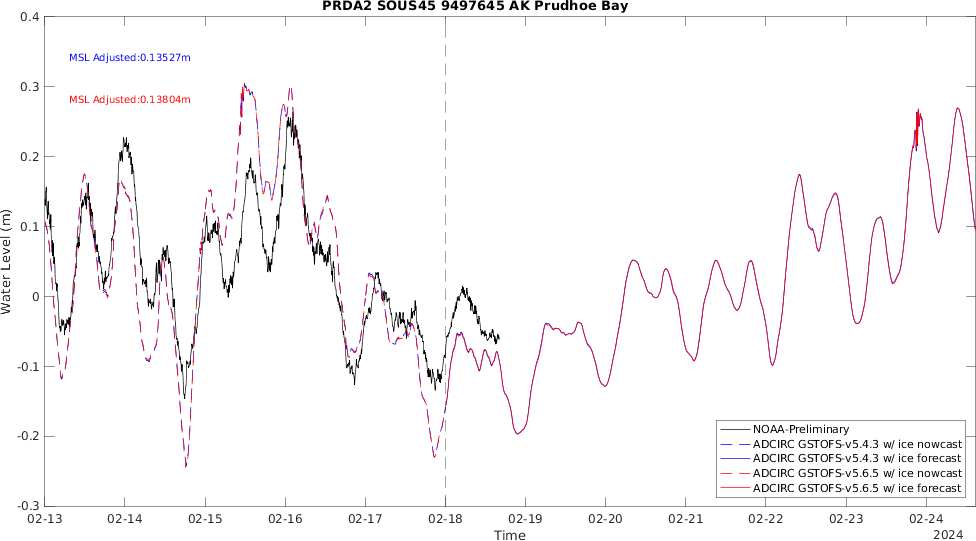 PRDA2 SOUS45 9497645 AK Prudhoe Bay
0.4
0.3
0.2
0.1
0
-0.1
-0.2
-0.3
Water Level (m)
MSL Adjusted:0.13527m
MSL Adjusted:0.13804m
NOAA-Preliminary
ADCIRC GSTOFS-v5.4.3 w/ ice nowcast
ADCIRC GSTOFS-v5.4.3 w/ ice forecast
ADCIRC GSTOFS-v5.6.5 w/ ice nowcast
ADCIRC GSTOFS-v5.6.5 w/ ice forecast
02-13 02-14 02-15 02-16 02-17 02-18 02-19 02-20 02-21 02-22 02-23 02-24
Time
2024